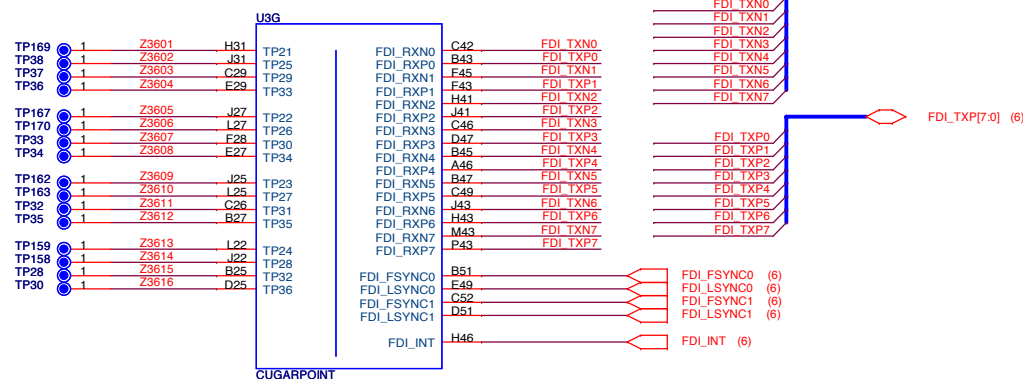 U3G
TP169 1 Z3601 H31 TP21 FDI_RXN0 C42 FDI_TXN0
TP38 1 Z3602 J31 TP25 FDI_RXP0 B43 FDI_TXP0
TP37 1 Z3603 C29 TP29 FDI_RXN1 F45 FDI_TXN1
TP36 1 Z3604 E29 TP33 FDI_RXP1 F43 FDI_TXP1
FDI_RXN2 H41 FDI_TXN2
TP167 1 Z3605 J27 TP22 FDI_RXP2 J41 FDI_TXP2
TP170 1 Z3606 L27 TP26 FDI_RXN3 C46 FDI_TXN3
TP33 1 Z3607 F28 TP30 FDI_RXP3 D47 FDI_TXP3
TP34 1 Z3608 E27 TP34 FDI_RXN4 B45 FDI_TXN4
FDI_RXP4 A46 FDI_TXP4
TP162 1 Z3609 J25 TP23 FDI_RXN5 B47 FDI_TXN5
TP163 1 Z3610 L25 TP27 FDI_RXP5 C49 FDI_TXP5
TP32 1 Z3611 C26 TP31 FDI_RXN6 J43 FDI_TXN6
TP35 1 Z3612 B27 TP35 FDI_RXP6 H43 FDI_TXP6
FDI_RXN7 M43 FDI_TXN7
TP159 1 Z3613 L22 TP24 FDI_RXP7 P43 FDI_TXP7
TP158 1 Z3614 J22 TP28
TP28 1 Z3615 B25 TP32 FDI_FSYNC0 B51 FDI_FSYNC0 (6)
TP30 1 Z3616 D25 TP36 FDI_LSYNC0 E49 FDI_LSYNC0 (6)
FDI_FSYNC1 C52 FDI_FSYNC1 (6)
FDI_LSYNC1 D51 FDI_LSYNC1 (6)
FDI_INT H46 FDI_INT (6)
CUGARPOINT
FDI_TXN0
FDI_TXN1
FDI_TXN2
FDI_TXN3
FDI_TXN4
FDI_TXN5
FDI_TXN6
FDI_TXN7
FDI_TXP[7:0] (6)
FDI_TXP0
FDI_TXP1
FDI_TXP2
FDI_TXP3
FDI_TXP4
FDI_TXP5
FDI_TXP6
FDI_TXP7